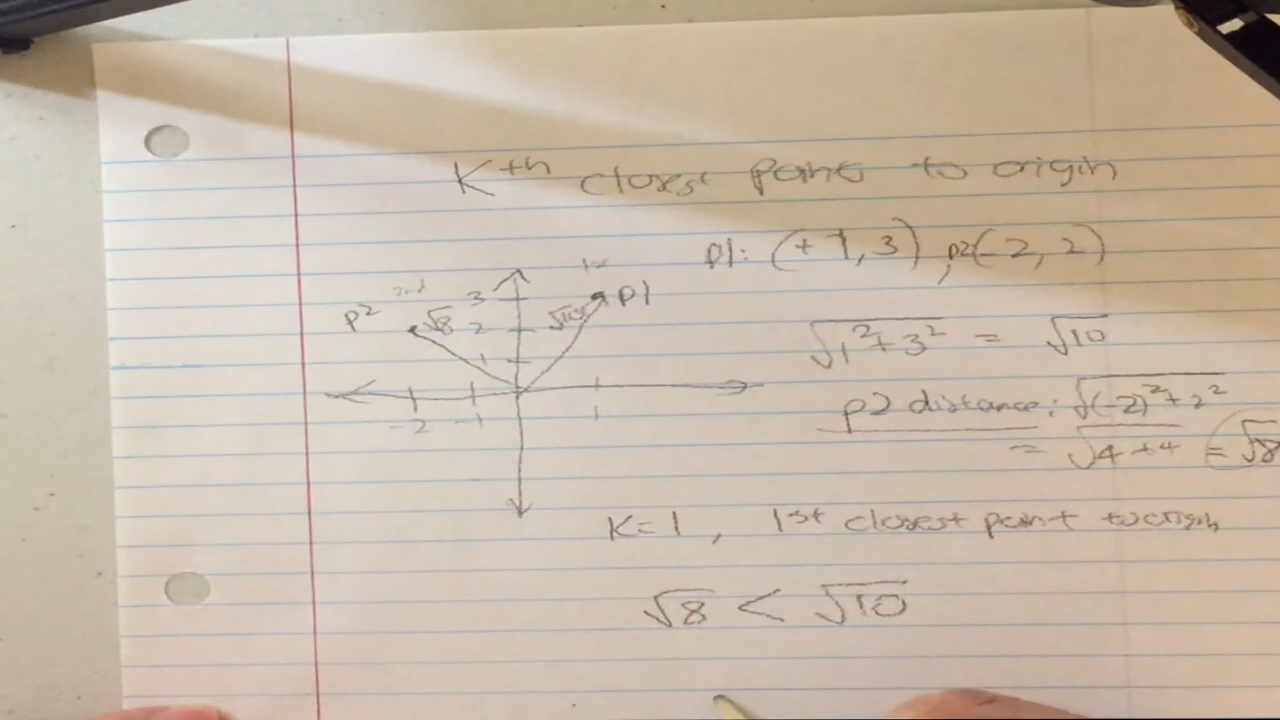 Kth closest point to origin
p1: (+1, 3), p2(-2, 2)
p2 2nd √8 3 √10 p1
2
1
-2 -1 1
√1²+3² = √10
p2 distance: √(-2)²+2²
= √4+4 = √8
K=1, 1st closest point to origin
√8 < √10